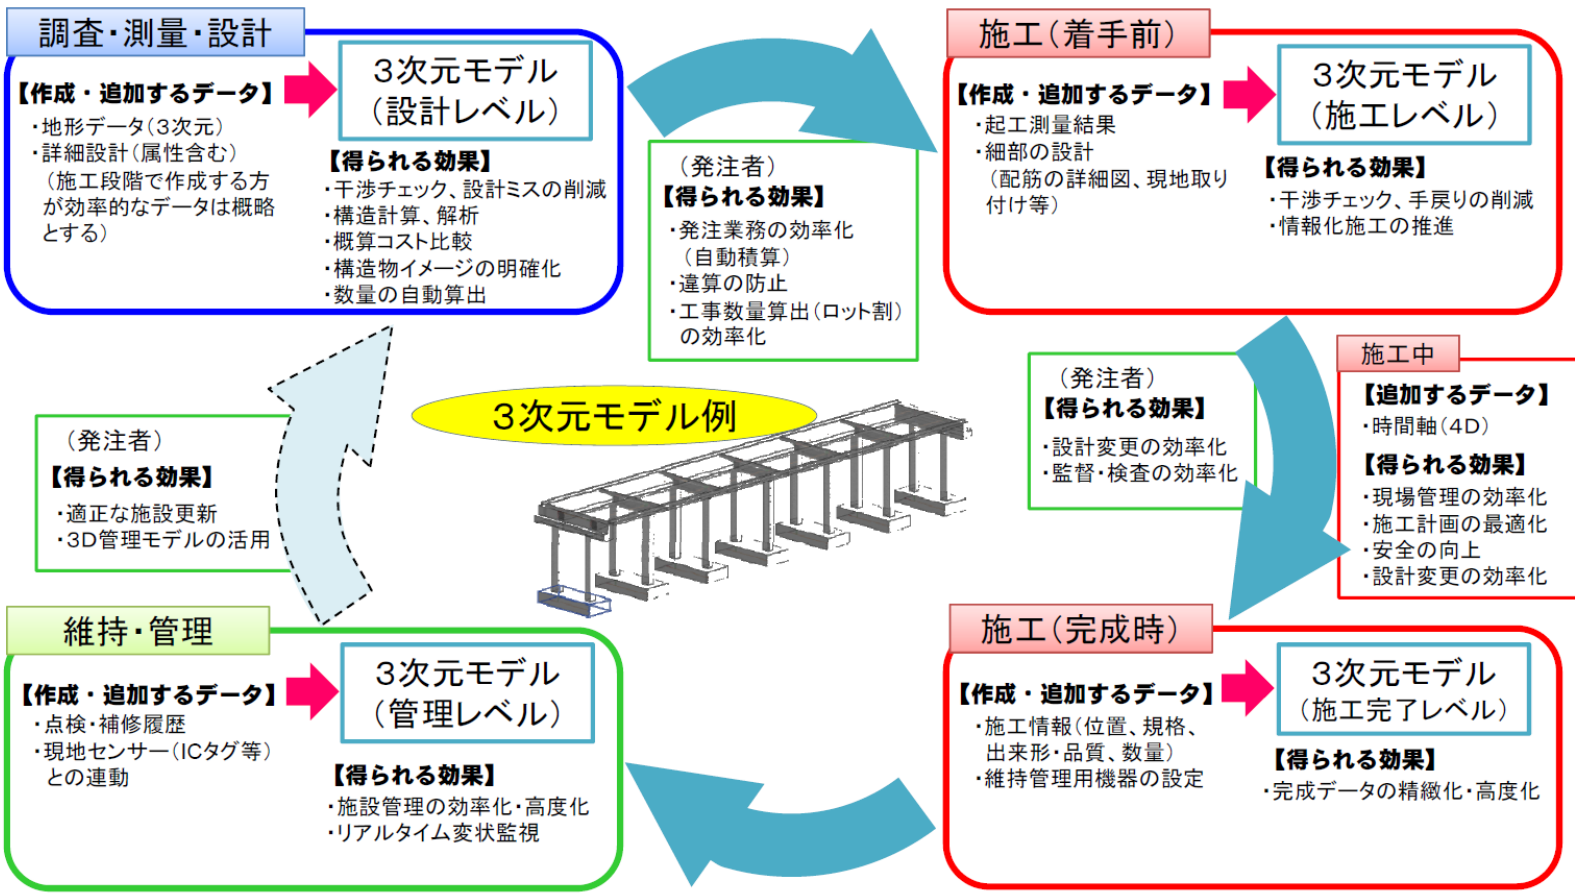 調査・測量・設計
【作成・追加するデータ】
・地形データ（３次元）
・詳細設計（属性含む）
（施工段階で作成する方
が効率的なデータは概略
とする）
３次元モデル
（設計レベル）
【得られる効果】
・干渉チェック、設計ミスの削減
・構造計算、解析
・概算コスト比較
・構造物イメージの明確化
・数量の自動算出
（発注者）
【得られる効果】
・発注業務の効率化
（自動積算）
・違算の防止
・工事数量算出（ロット割）
の効率化
施工（着手前）
【作成・追加するデータ】
・起工測量結果
・細部の設計
（配筋の詳細図、現地取り
付け等）
３次元モデル
（施工レベル）
【得られる効果】
・干渉チェック、手戻りの削減
・情報化施工の推進
（発注者）
【得られる効果】
・設計変更の効率化
・監督・検査の効率化
施工中
【追加するデータ】
・時間軸（４D）
【得られる効果】
・現場管理の効率化
・施工計画の最適化
・安全の向上
・設計変更の効率化
３次元モデル例
（発注者）
【得られる効果】
・適正な施設更新
・３D管理モデルの活用
維持・管理
【作成・追加するデータ】
・点検・補修履歴
・現地センサー（ICタグ等）
との連動
３次元モデル
（管理レベル）
【得られる効果】
・施設管理の効率化・高度化
・リアルタイム変状監視
施工（完成時）
【作成・追加するデータ】
・施工情報（位置、規格、
出来形・品質、数量）
・維持管理用機器の設定
３次元モデル
（施工完了レベル）
【得られる効果】
・完成データの精緻化・高度化